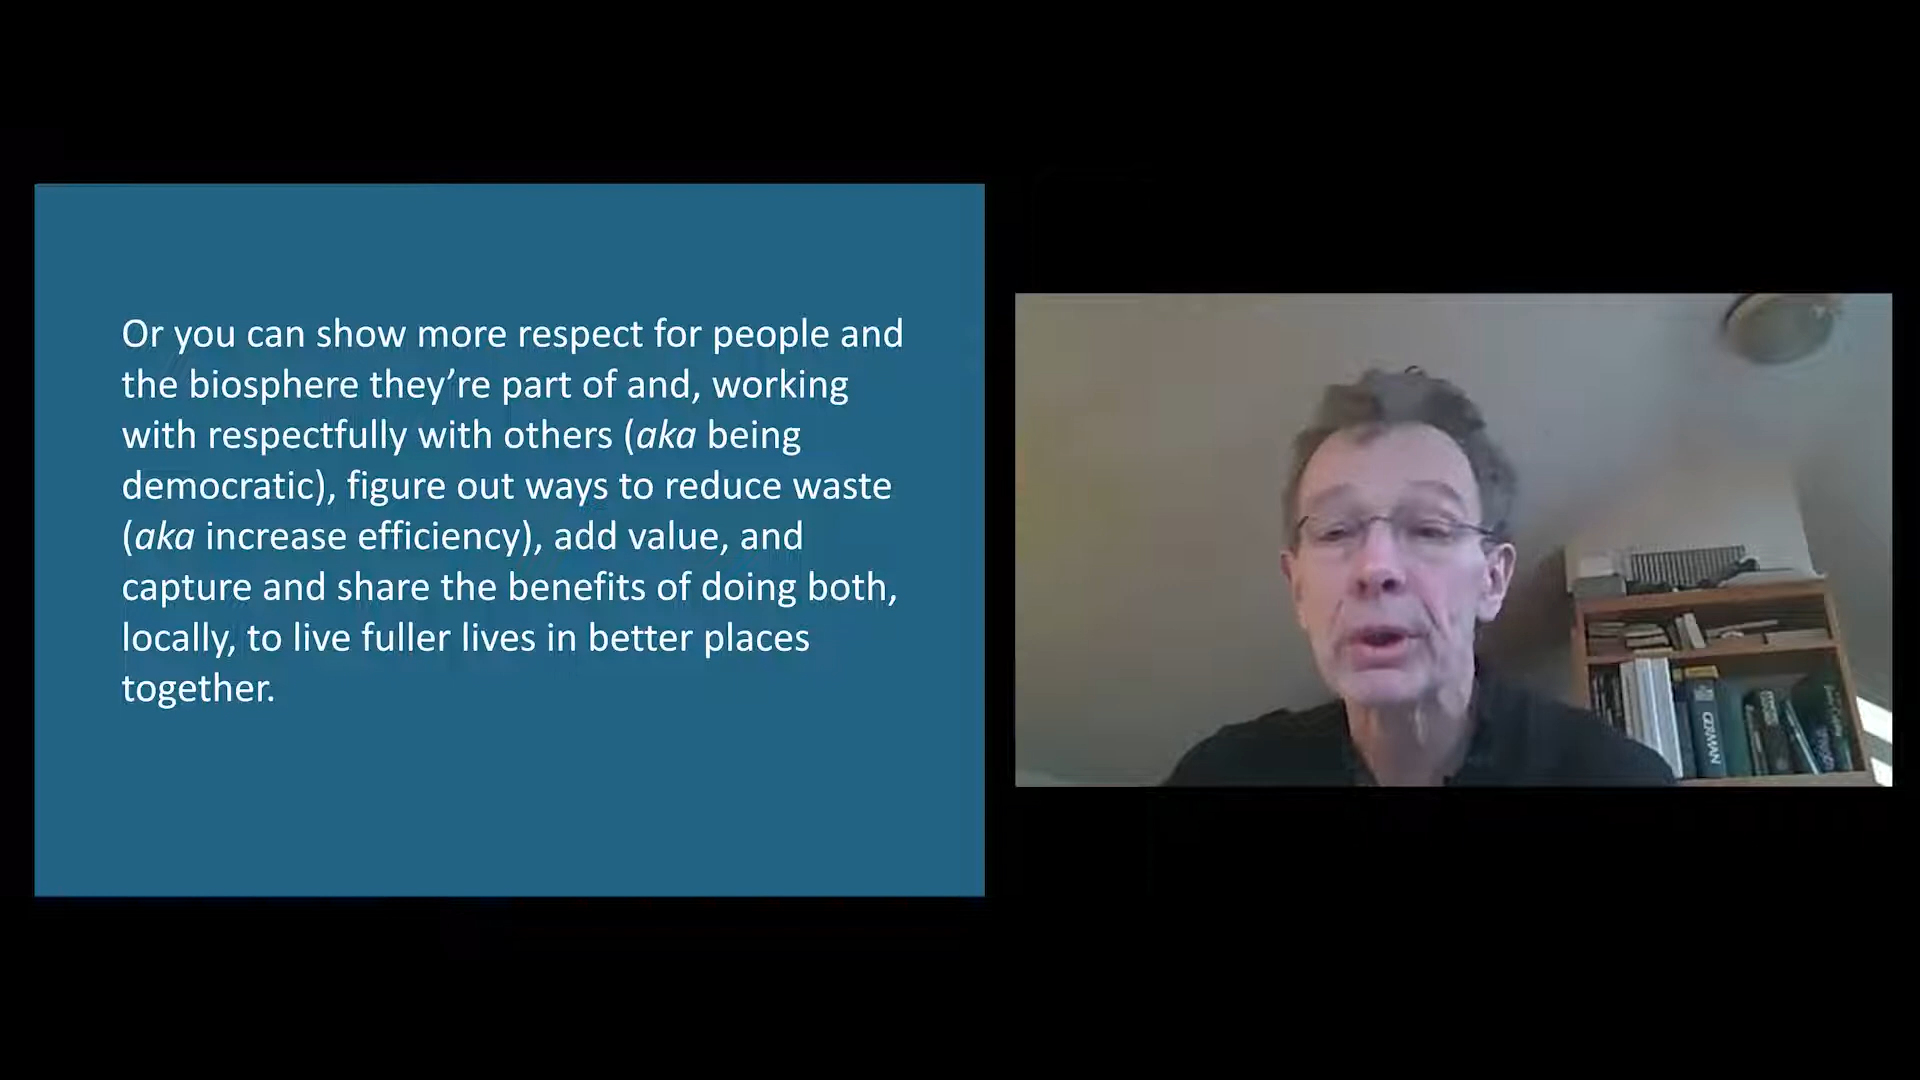 Or you can show more respect for people and
the biosphere they’re part of and, working
with respectfully with others (aka being
democratic), figure out ways to reduce waste
(aka increase efficiency), add value, and
capture and share the benefits of doing both,
locally, to live fuller lives in better places
together.
GERMAN